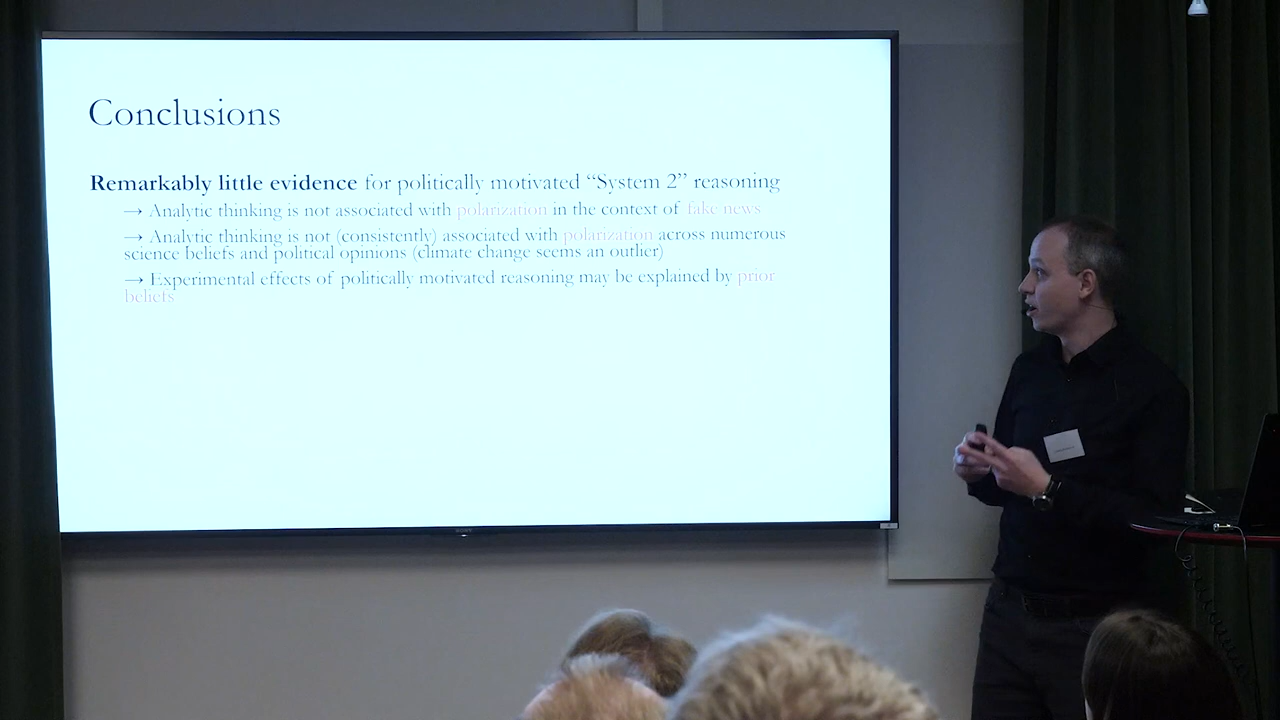 Conclusions
Remarkably little evidence for politically motivated “System 2” reasoning
→ Analytic thinking is not associated with polarization in the context of fake news
→ Analytic thinking is not (consistently) associated with polarization across numerous
science beliefs and political opinions (climate change seems an outlier)
→ Experimental effects of politically motivated reasoning may be explained by prior
beliefs
SONY